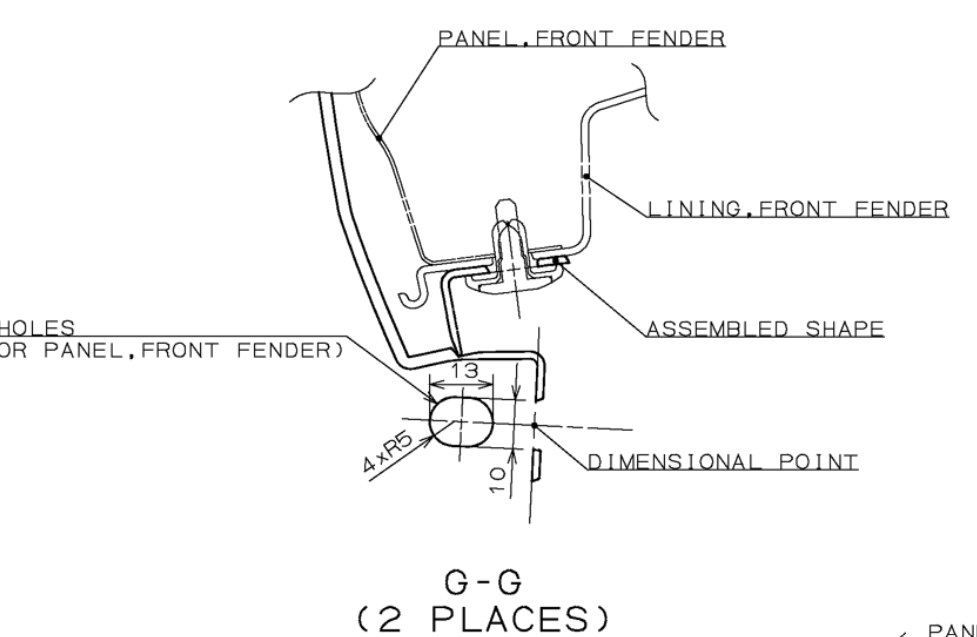 PANEL,FRONT FENDER
LINING,FRONT FENDER
HOLES
OR PANEL,FRONT FENDER)
ASSEMBLED SHAPE
13
4xR5
10
DIMENSIONAL POINT
G-G
(2 PLACES)
PANE